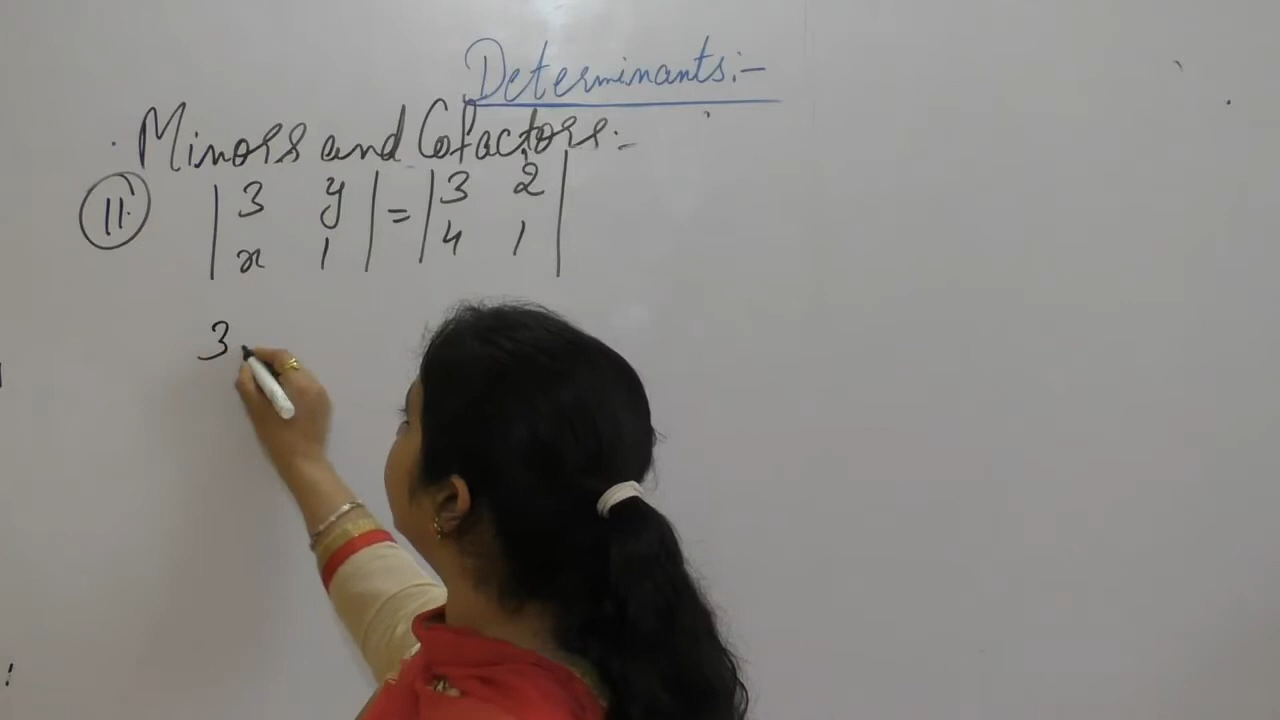 Determinants:-
Minors and Cofactors:-
11. | 3 y | = | 3 2 |
| x 1 | | 4 1 |
3